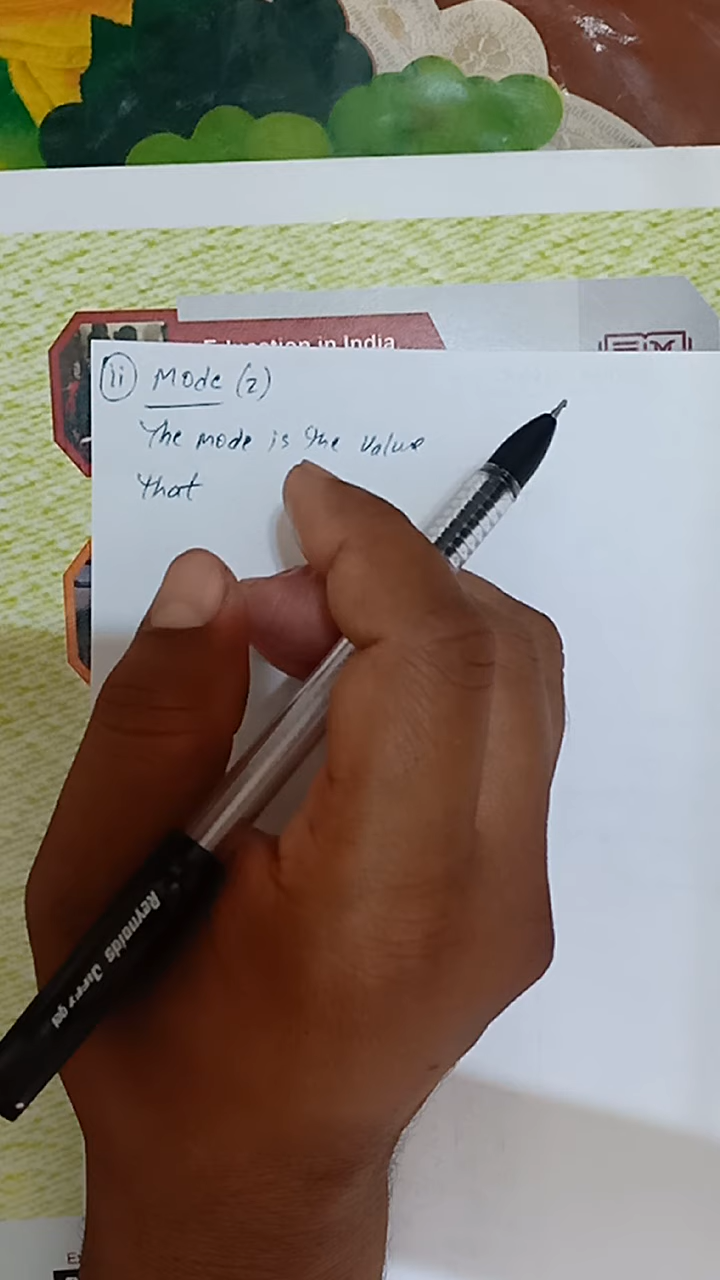 Education in India
(ii) Mode (z)
The mode is the value
that
Reynolds